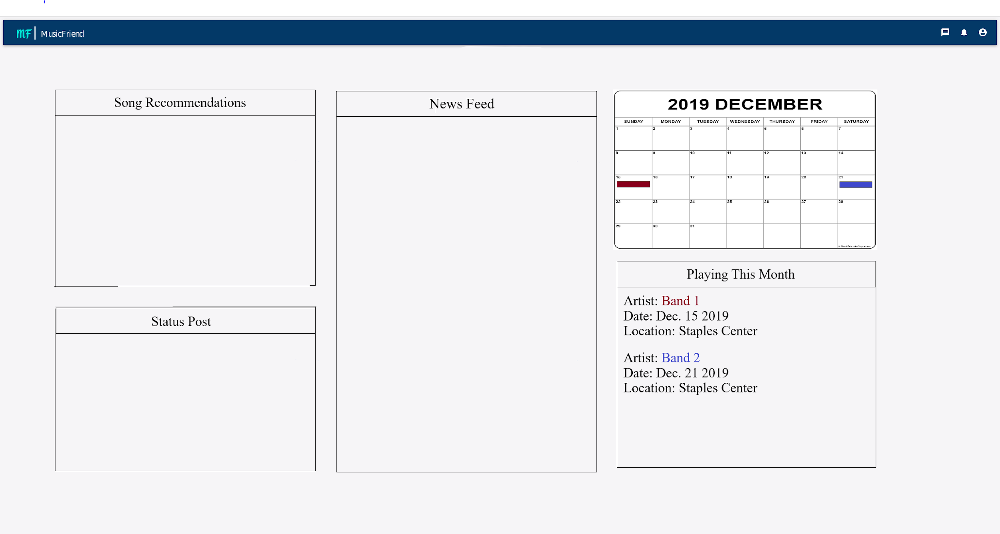 MF | MusicFriend
Song Recommendations
Status Post
News Feed
2019 DECEMBER
SUNDAY MONDAY TUESDAY WEDNESDAY THURSDAY FRIDAY SATURDAY
1 2 3 4 5 6 7
8 9 10 11 12 13 14
15 16 17 18 19 20 21
22 23 24 25 26 27 28
29 30 31
© BlankCalendarPages.com
Playing This Month
Artist: Band 1
Date: Dec. 15 2019
Location: Staples Center
Artist: Band 2
Date: Dec. 21 2019
Location: Staples Center